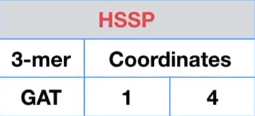 HSSP
3-mer Coordinates
GAT 1 4